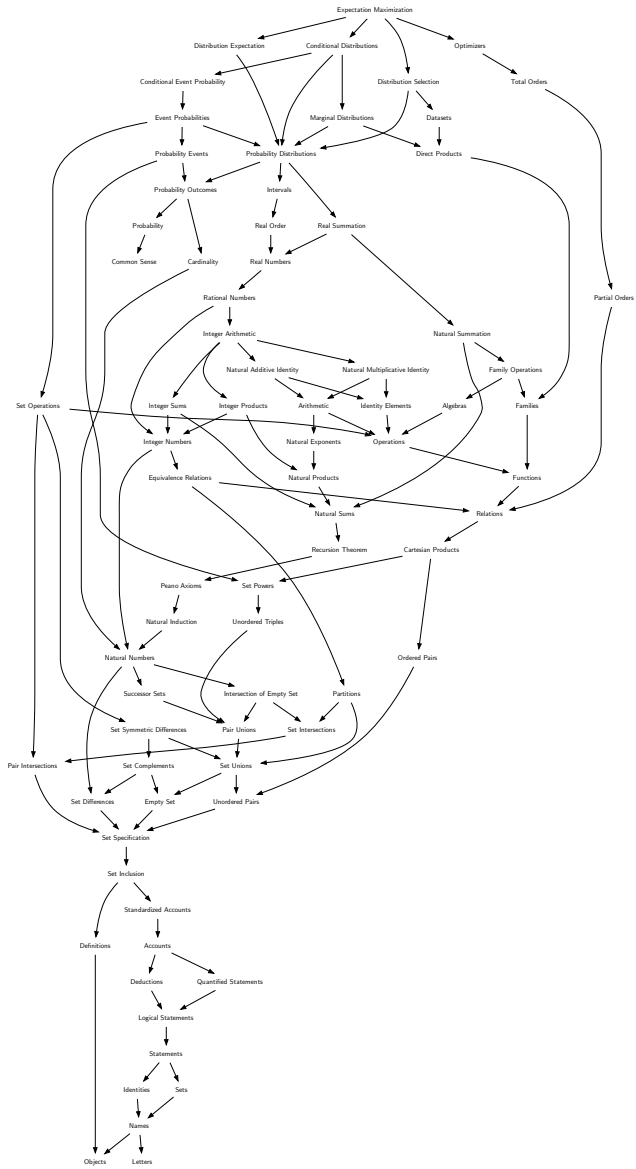 Expectation Maximization
Distribution Expectation
Conditional Distributions
Optimizers
Conditional Event Probability
Distribution Selection
Total Orders
Event Probabilities
Marginal Distributions
Datasets
Probability Events
Probability Distributions
Direct Products
Probability Outcomes
Intervals
Probability
Real Order
Real Summation
Common Sense
Cardinality
Real Numbers
Rational Numbers
Partial Orders
Integer Arithmetic
Natural Summation
Natural Additive Identity
Natural Multiplicative Identity
Family Operations
Set Operations
Integer Sums
Integer Products
Arithmetic
Identity Elements
Algebras
Families
Integer Numbers
Natural Exponents
Operations
Equivalence Relations
Natural Products
Functions
Natural Sums
Relations
Recursion Theorem
Cartesian Products
Peano Axioms
Set Powers
Natural Induction
Unordered Triples
Natural Numbers
Ordered Pairs
Successor Sets
Intersection of Empty Set
Partitions
Set Symmetric Differences
Pair Unions
Set Intersections
Pair Intersections
Set Complements
Set Unions
Set Differences
Empty Set
Unordered Pairs
Set Specification
Set Inclusion
Standardized Accounts
Definitions
Accounts
Deductions
Quantified Statements
Logical Statements
Statements
Identities
Sets
Names
Objects
Letters